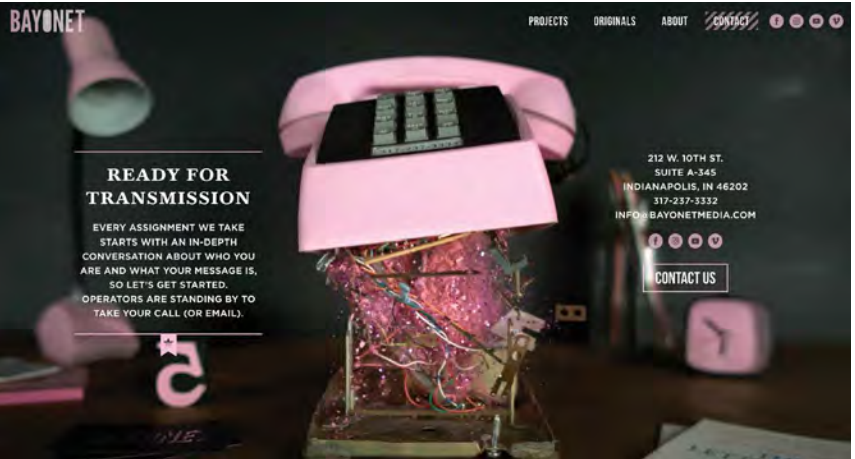 BAYONET
PROJECTS ORIGINALS ABOUT CONTACT
READY FOR
TRANSMISSION
EVERY ASSIGNMENT WE TAKE
STARTS WITH AN IN-DEPTH
CONVERSATION ABOUT WHO YOU
ARE AND WHAT YOUR MESSAGE IS,
SO LET'S GET STARTED.
OPERATORS ARE STANDING BY TO
TAKE YOUR CALL (OR EMAIL).
212 W. 10TH ST.
SUITE A-345
INDIANAPOLIS, IN 46202
317-237-3332
INFO@BAYONETMEDIA.COM
CONTACT US
5